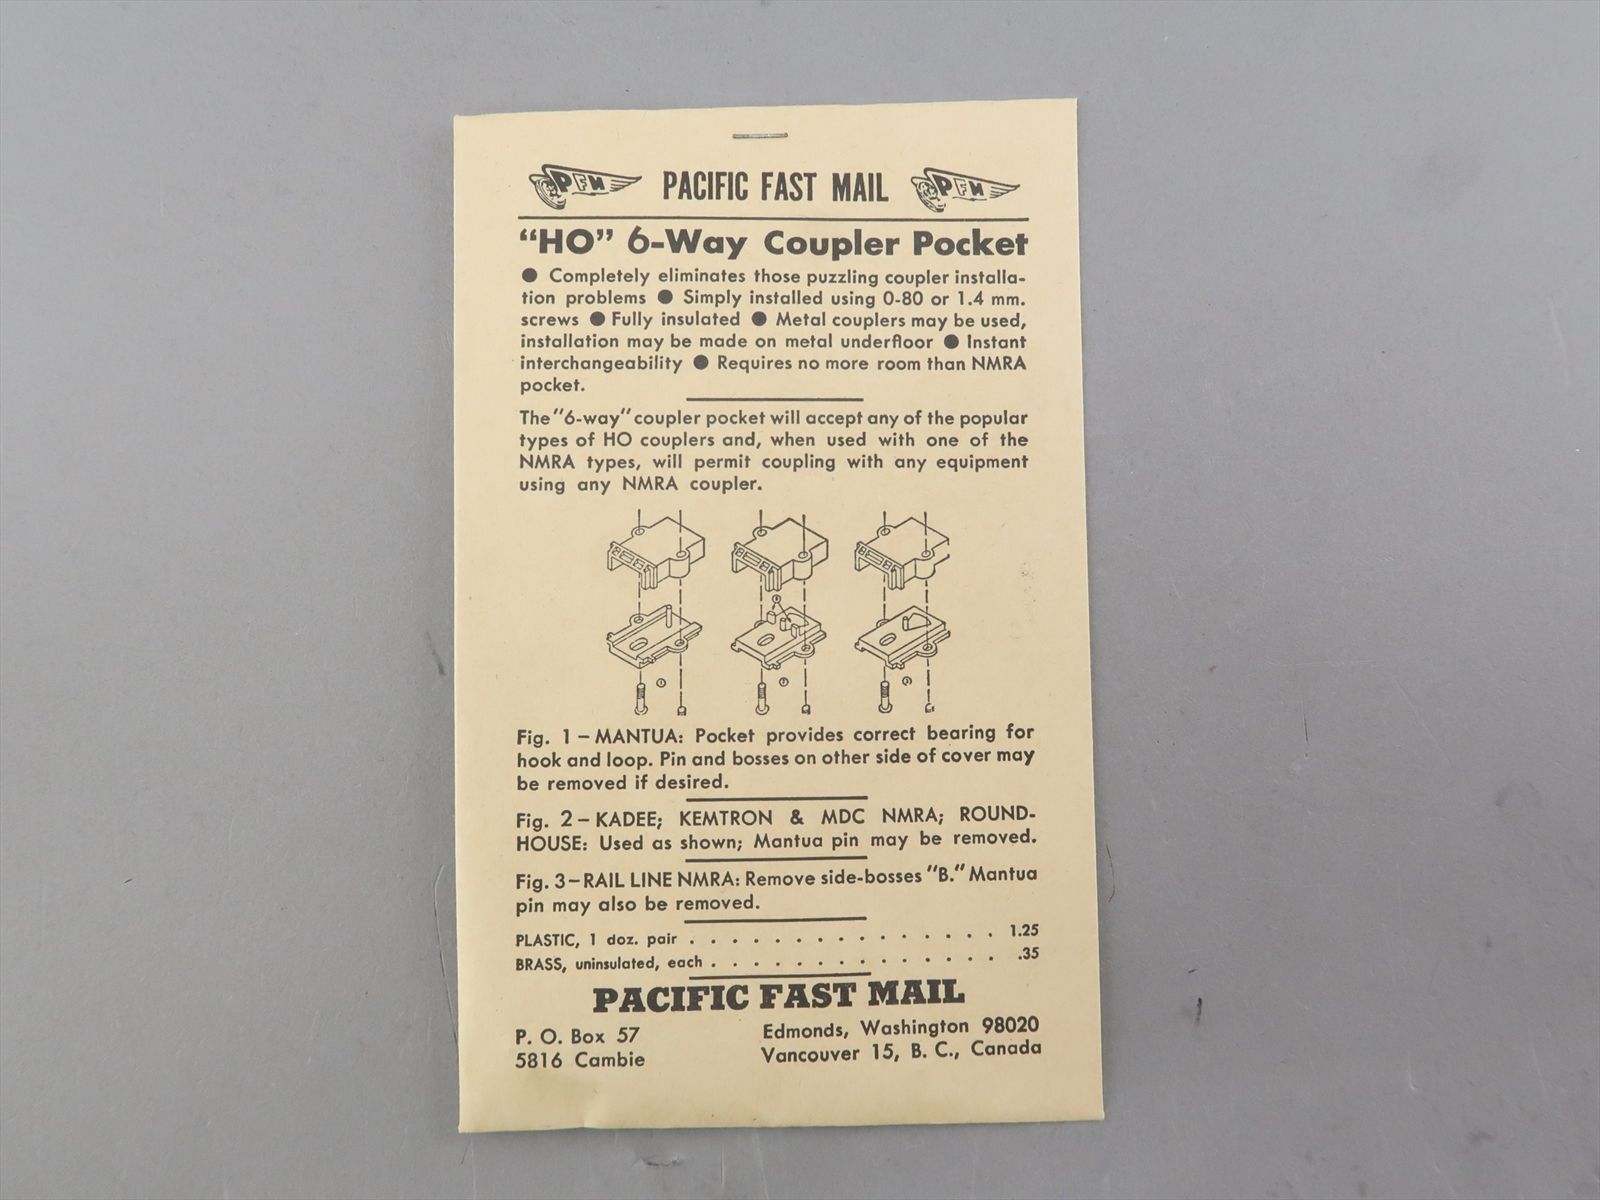 PFM PACIFIC FAST MAIL PFM
"HO" 6-Way Coupler Pocket
● Completely eliminates those puzzling coupler installa-
tion problems ● Simply installed using 0-80 or 1.4 mm.
screws ● Fully insulated ● Metal couplers may be used,
installation may be made on metal underfloor ● Instant
interchangeability ● Requires no more room than NMRA
pocket.
The "6-way" coupler pocket will accept any of the popular
types of HO couplers and, when used with one of the
NMRA types, will permit coupling with any equipment
using any NMRA coupler.
1 2 3
Fig. 1 – MANTUA: Pocket provides correct bearing for
hook and loop. Pin and bosses on other side of cover may
be removed if desired.
Fig. 2 – KADEE; KEMTRON & MDC NMRA; ROUND-
HOUSE: Used as shown; Mantua pin may be removed.
Fig. 3 – RAIL LINE NMRA: Remove side-bosses "B." Mantua
pin may also be removed.
PLASTIC, 1 doz. pair . . . . . . . . . . . . . . . 1.25
BRASS, uninsulated, each . . . . . . . . . . . . . . .35
PACIFIC FAST MAIL
P. O. Box 57 Edmonds, Washington 98020
5816 Cambie Vancouver 15, B. C., Canada